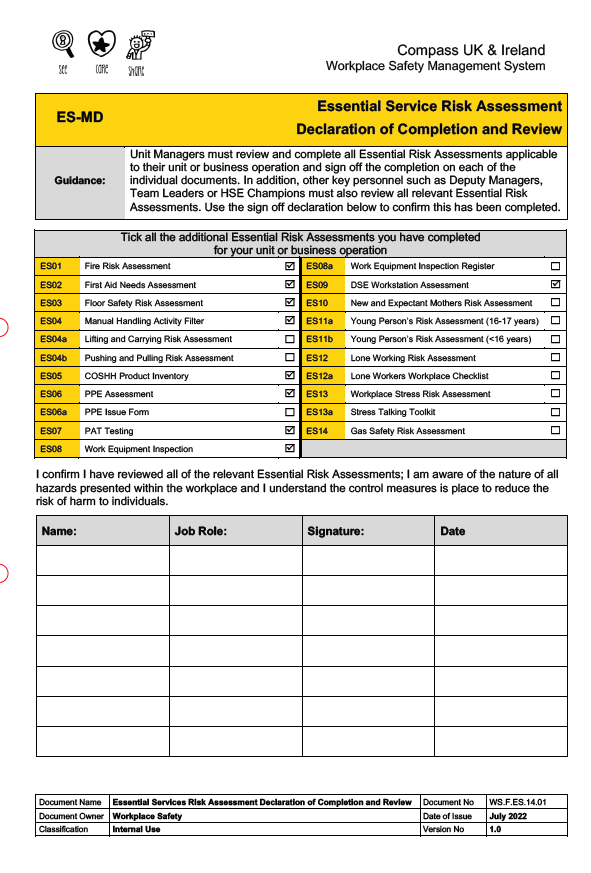 see care share
Compass UK & Ireland
Workplace Safety Management System
ES-MD
Essential Service Risk Assessment
Declaration of Completion and Review
Guidance:
Unit Managers must review and complete all Essential Risk Assessments applicable
to their unit or business operation and sign off the completion on each of the
individual documents. In addition, other key personnel such as Deputy Managers,
Team Leaders or HSE Champions must also review all relevant Essential Risk
Assessments. Use the sign off declaration below to confirm this has been completed.
Tick all the additional Essential Risk Assessments you have completed
for your unit or business operation
ES01 Fire Risk Assessment ☑ ES08a Work Equipment Inspection Register ☐
ES02 First Aid Needs Assessment ☑ ES09 DSE Workstation Assessment ☑
ES03 Floor Safety Risk Assessment ☑ ES10 New and Expectant Mothers Risk Assessment ☐
ES04 Manual Handling Activity Filter ☑ ES11a Young Person's Risk Assessment (16-17 years) ☐
ES04a Lifting and Carrying Risk Assessment ☐ ES11b Young Person's Risk Assessment (<16 years) ☐
ES04b Pushing and Pulling Risk Assessment ☐ ES12 Lone Working Risk Assessment ☐
ES05 COSHH Product Inventory ☑ ES12a Lone Workers Workplace Checklist ☐
ES06 PPE Assessment ☑ ES13 Workplace Stress Risk Assessment ☐
ES06a PPE Issue Form ☐ ES13a Stress Talking Toolkit ☐
ES07 PAT Testing ☑ ES14 Gas Safety Risk Assessment ☐
ES08 Work Equipment Inspection ☑
I confirm I have reviewed all of the relevant Essential Risk Assessments; I am aware of the nature of all
hazards presented within the workplace and I understand the control measures is place to reduce the
risk of harm to individuals.
Name: Job Role: Signature: Date
Document Name Essential Services Risk Assessment Declaration of Completion and Review Document No WS.F.ES.14.01
Document Owner Workplace Safety Date of Issue July 2022
Classification Internal Use Version No 1.0